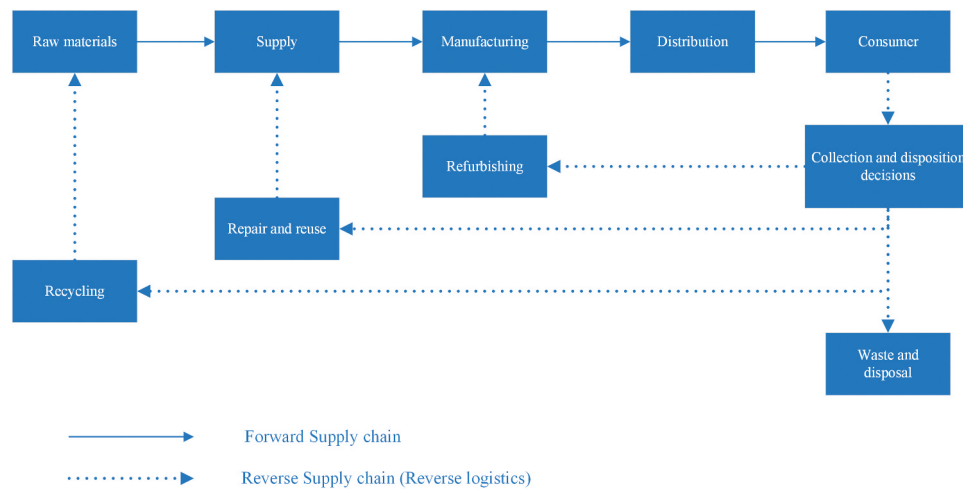 Raw materials
Supply
Manufacturing
Distribution
Consumer
Collection and disposition
decisions
Refurbishing
Repair and reuse
Recycling
Waste and
disposal
Forward Supply chain
Reverse Supply chain (Reverse logistics)